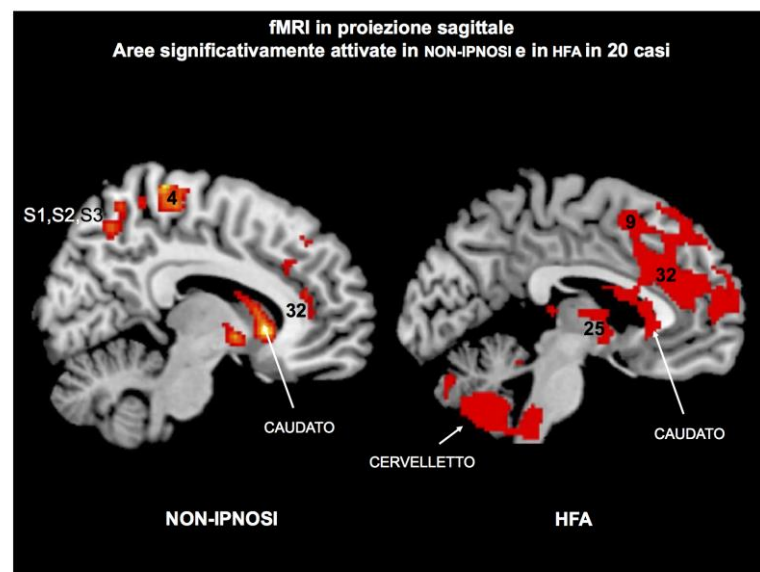 fMRI in proiezione sagittale
Aree significativamente attivate in NON-IPNOSI e in HFA in 20 casi
S1,S2,S3
4
32
CAUDATO
9
32
25
CAUDATO
CERVELLETTO
NON-IPNOSI
HFA